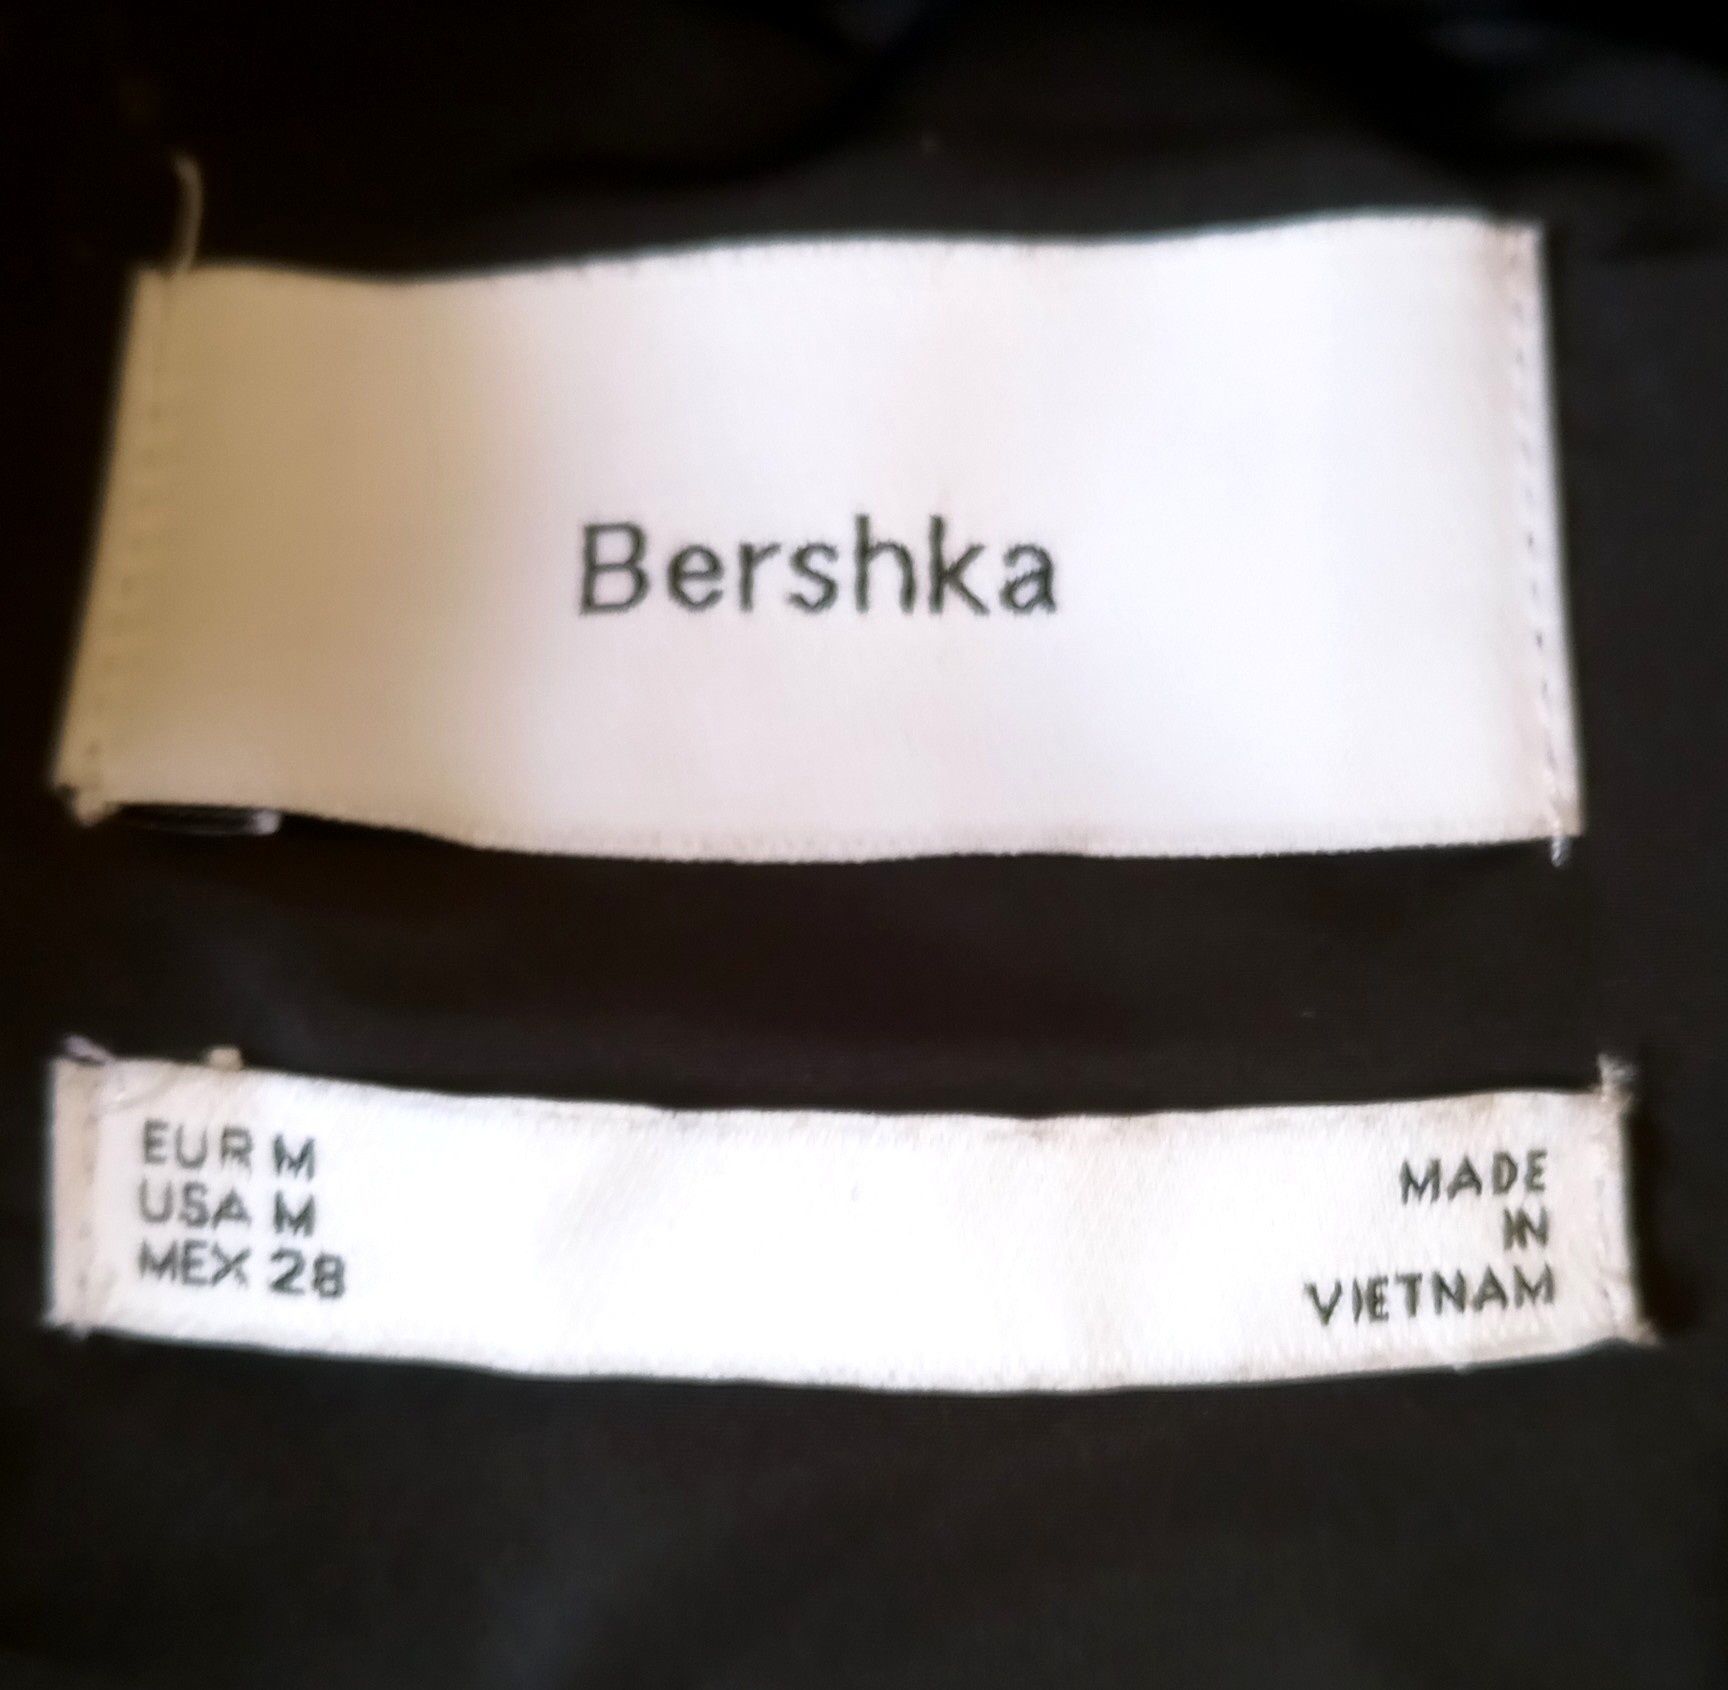 Bershka
EUR M
USA M
MEX 28
MADE
IN
VIETNAM